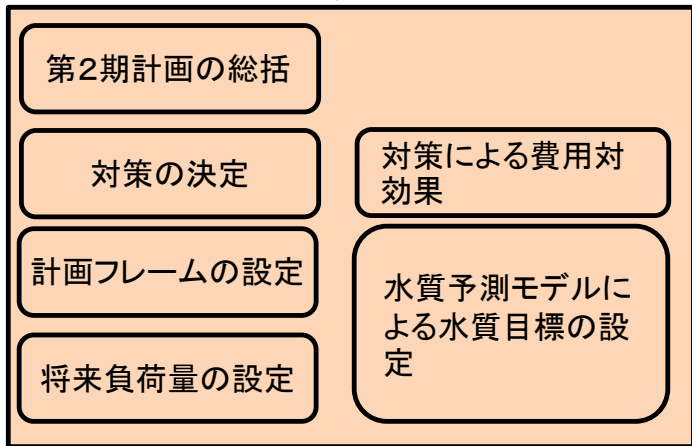 第２期計画の総括
対策の決定
計画フレームの設定
将来負荷量の設定
対策による費用対
効果
水質予測モデルに
よる水質目標の設
定